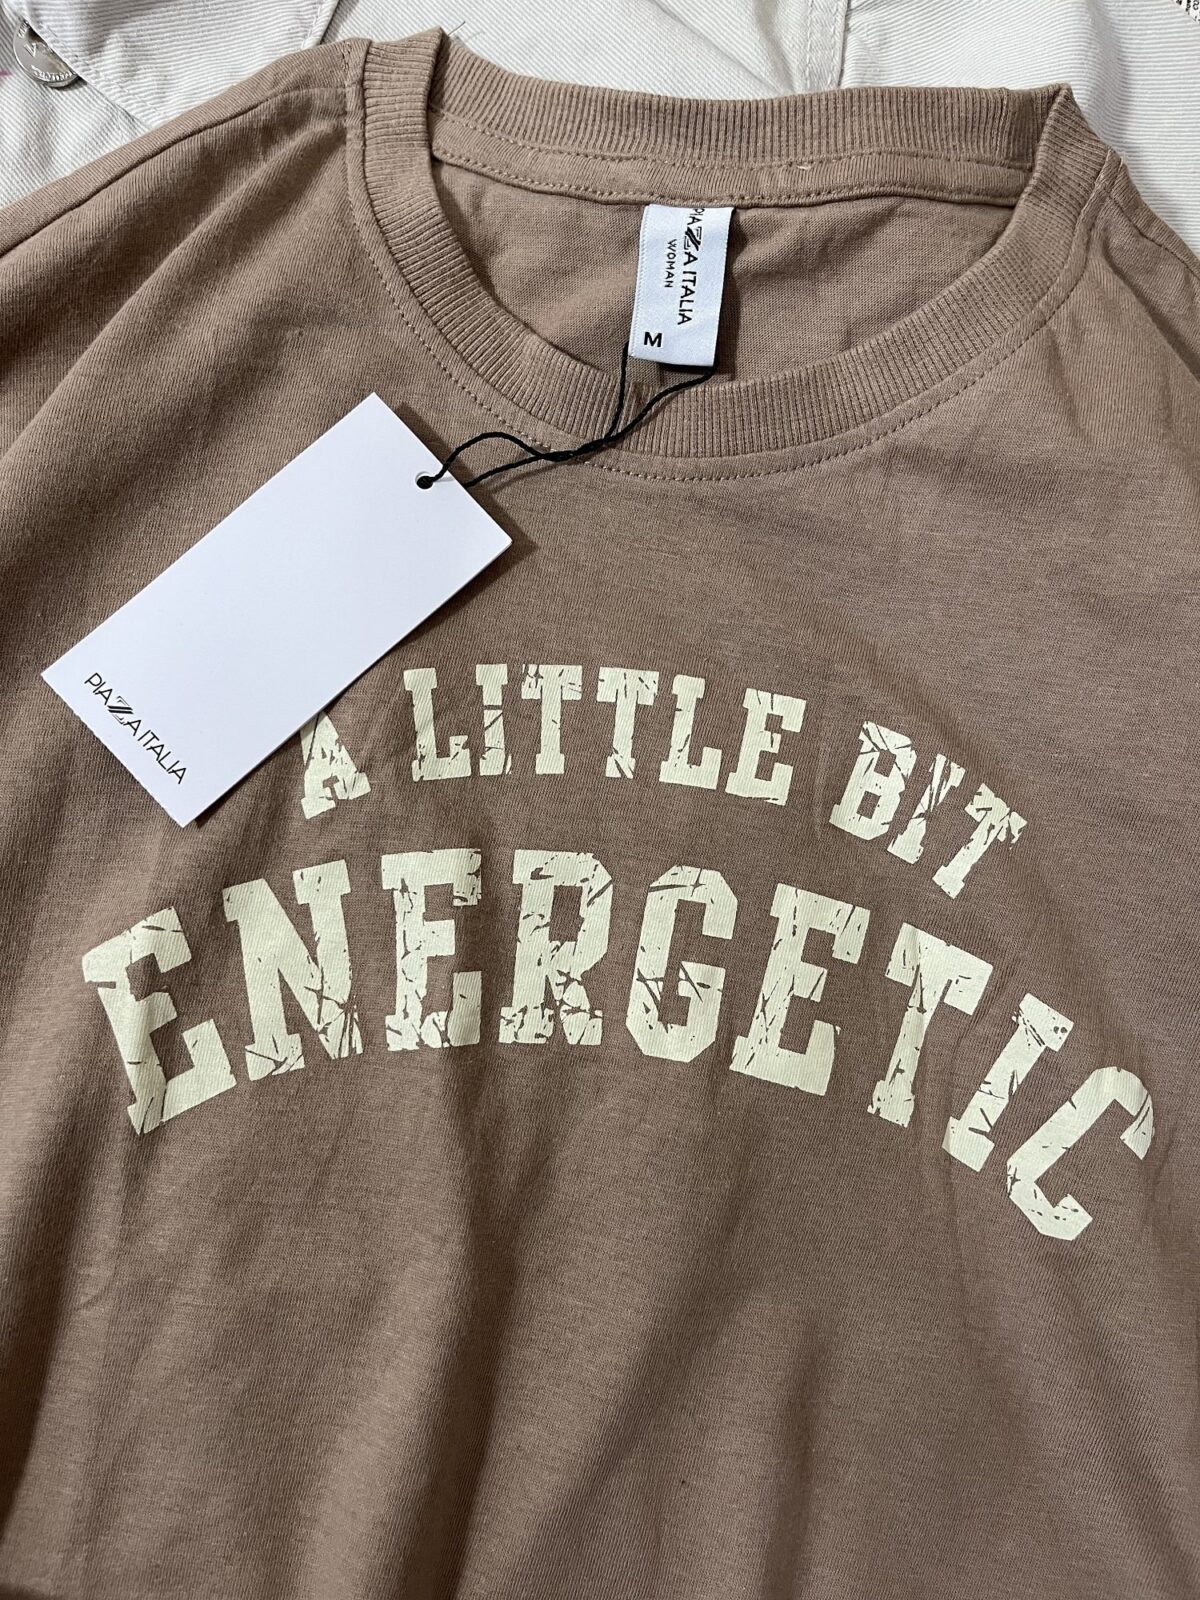 PIAZZA ITALIA
WOMAN
M
PIAZZA ITALIA
A LITTLE BIT
ENERGETIC